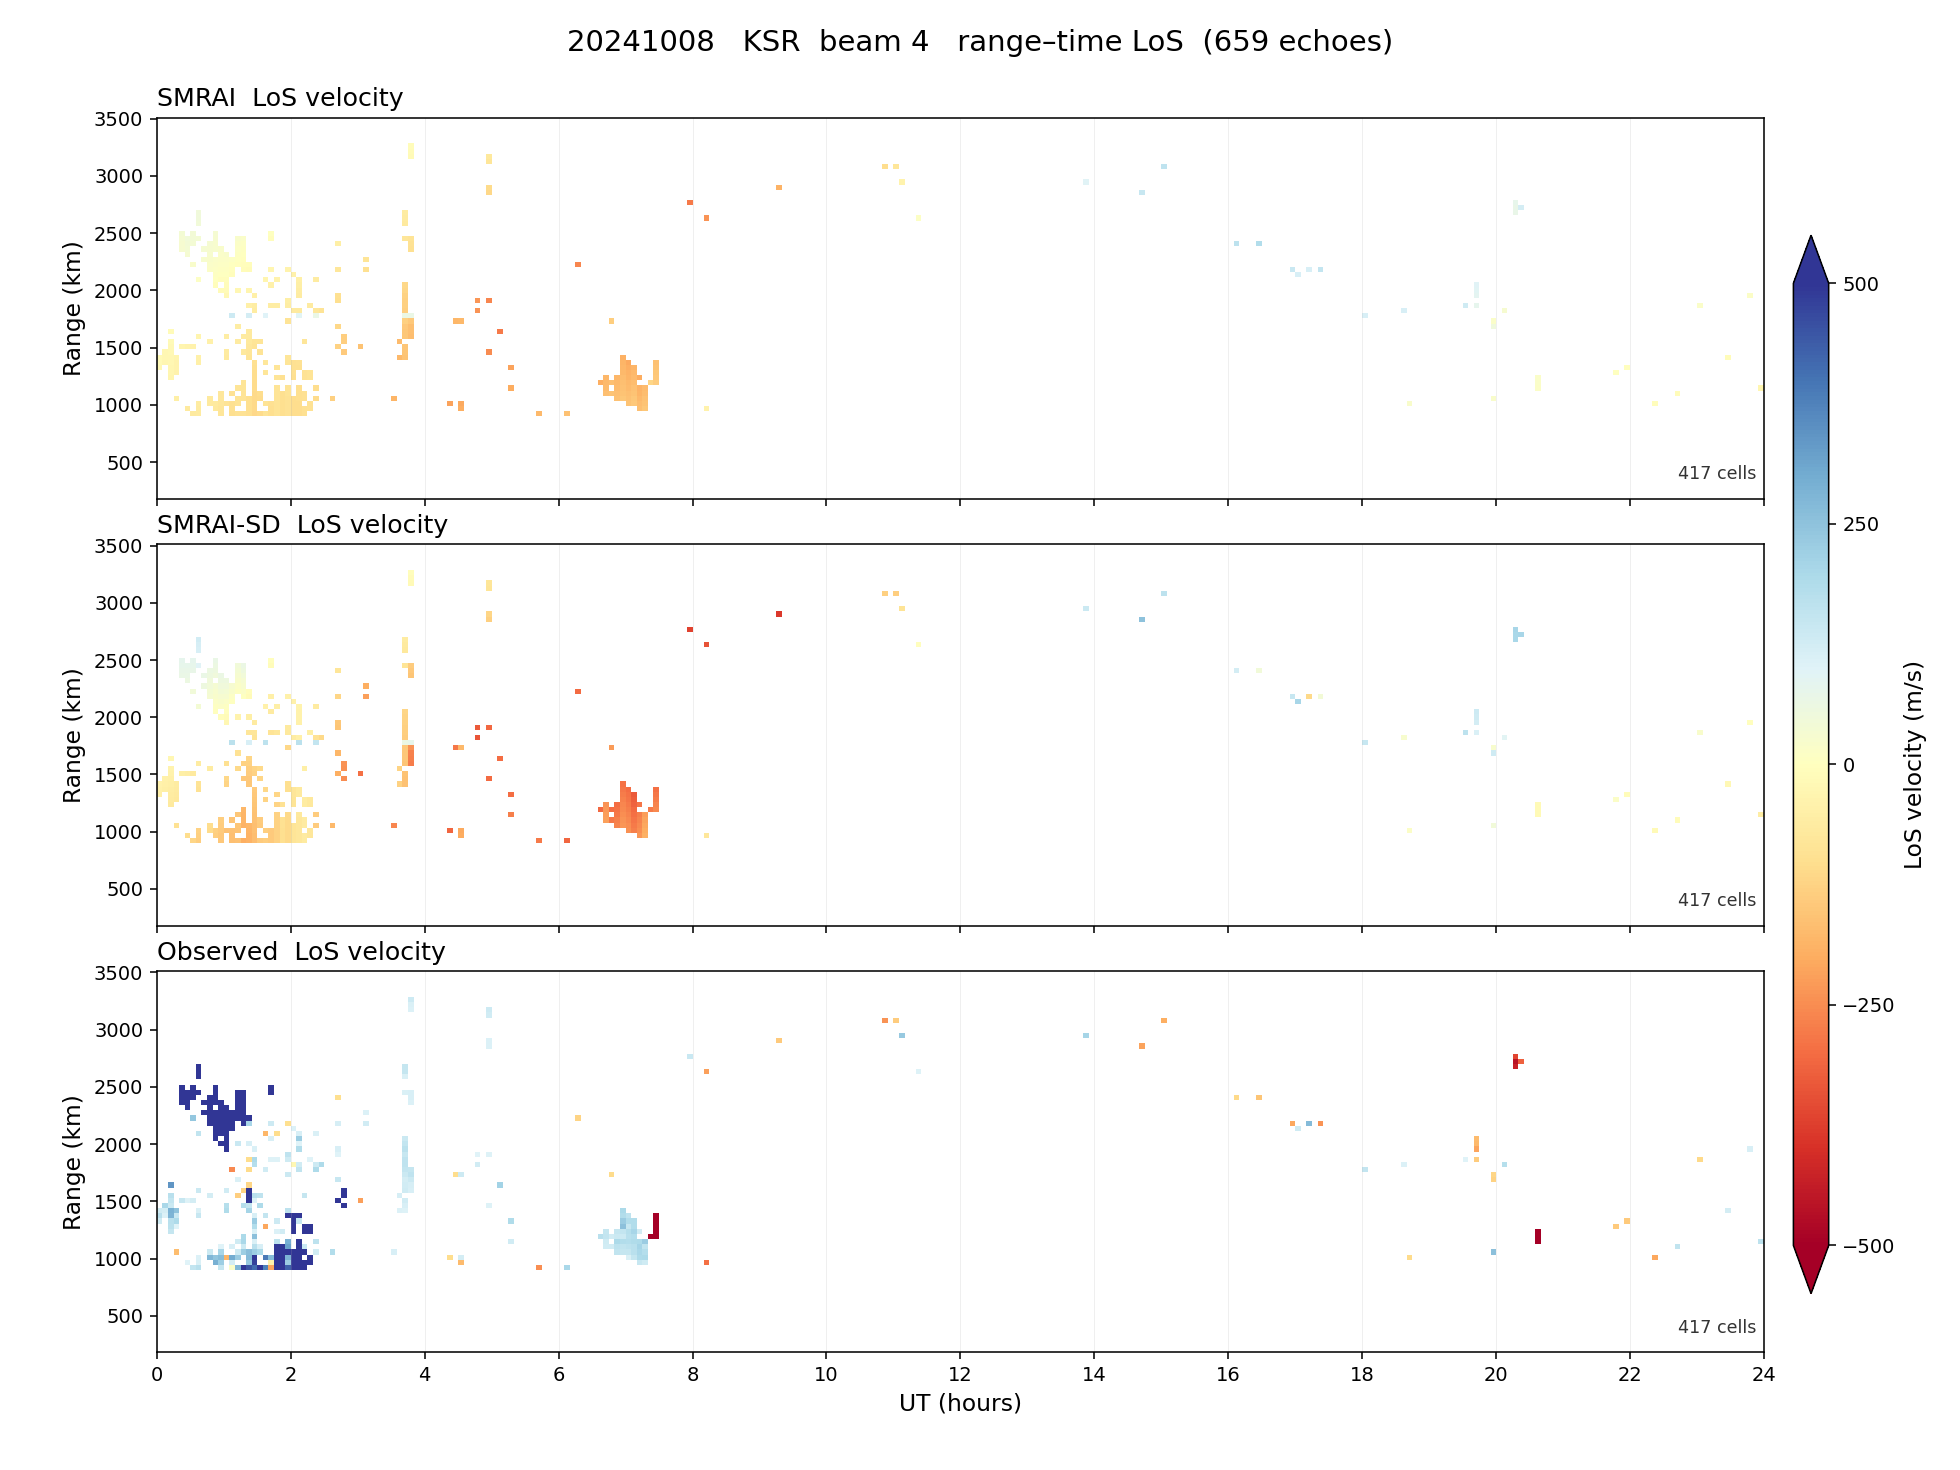 20241008   KSR  beam 4   range–time LoS  (659 echoes)
SMRAI  LoS velocity
3500
3000
2500
2000
1500
1000
500
Range (km)
417 cells
SMRAI-SD  LoS velocity
3500
3000
2500
2000
1500
1000
500
Range (km)
417 cells
Observed  LoS velocity
3500
3000
2500
2000
1500
1000
500
Range (km)
417 cells
0 2 4 6 8 10 12 14 16 18 20 22 24
UT (hours)
500
250
0
−250
−500
LoS velocity (m/s)